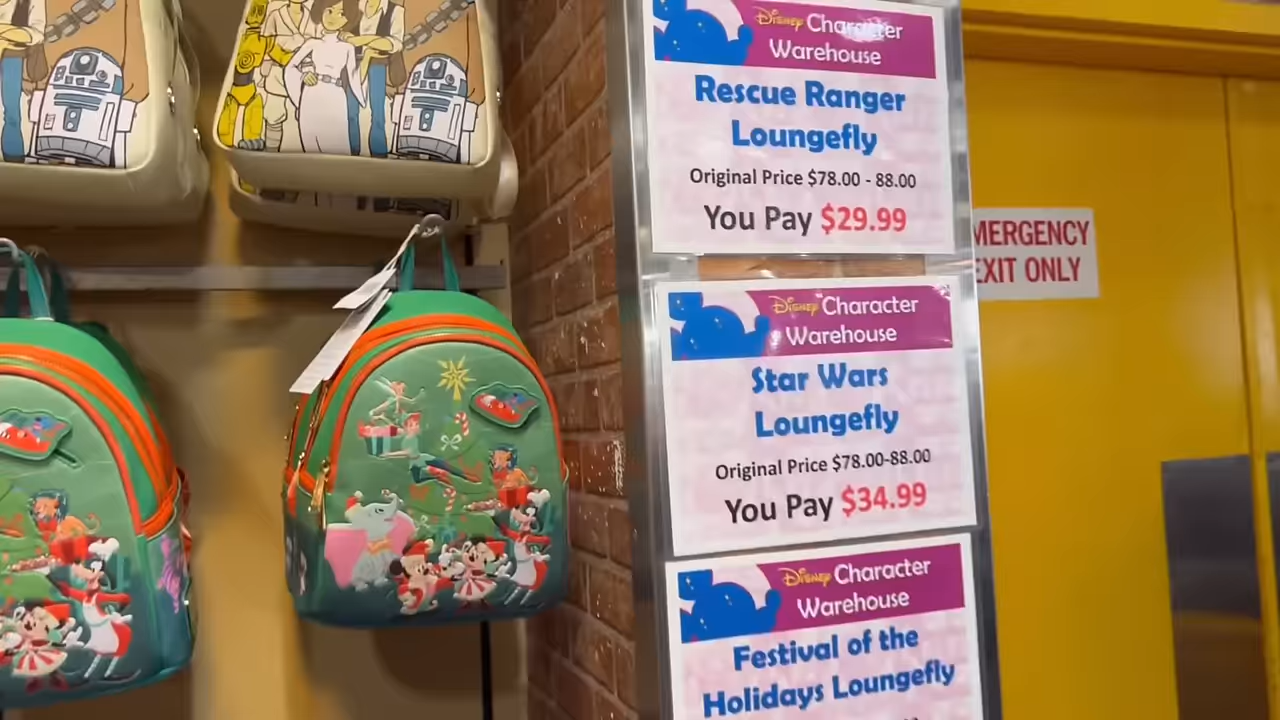 Disney Character
Warehouse
Rescue Ranger
Loungefly
Original Price $78.00 - 88.00
You Pay $29.99
MERGENCY
EXIT ONLY
Disney Character
Warehouse
Star Wars
Loungefly
Original Price $78.00-88.00
You Pay $34.99
Disney Character
Warehouse
Festival of the
Holidays Loungefly